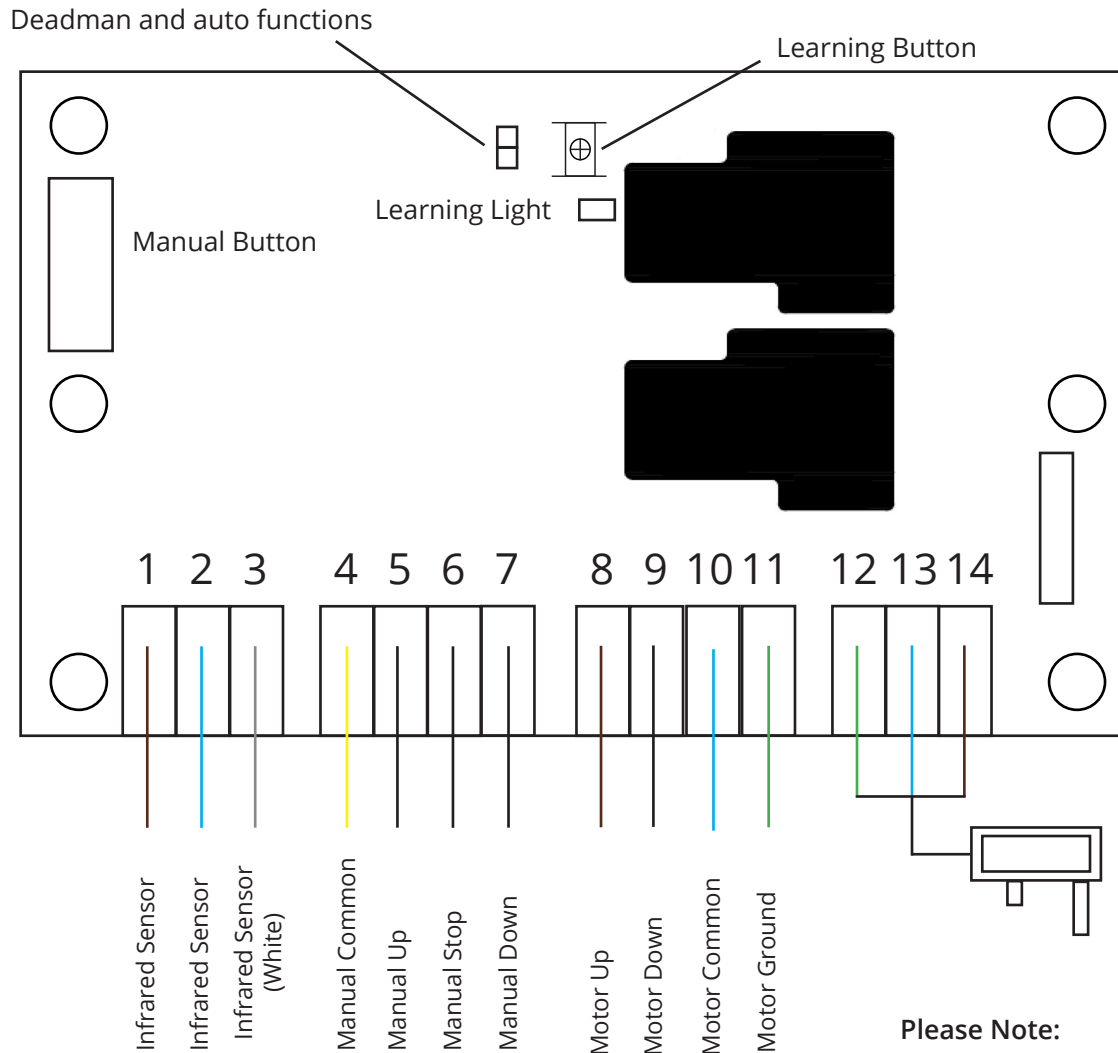 Deadman and auto functions
Learning Button
Learning Light
Manual Button
1 2 3 4 5 6 7 8 9 10 11 12 13 14
Infrared Sensor
Infrared Sensor
Infrared Sensor
(White)
Manual Common
Manual Up
Manual Stop
Manual Down
Motor Up
Motor Down
Motor Common
Motor Ground
Please Note: